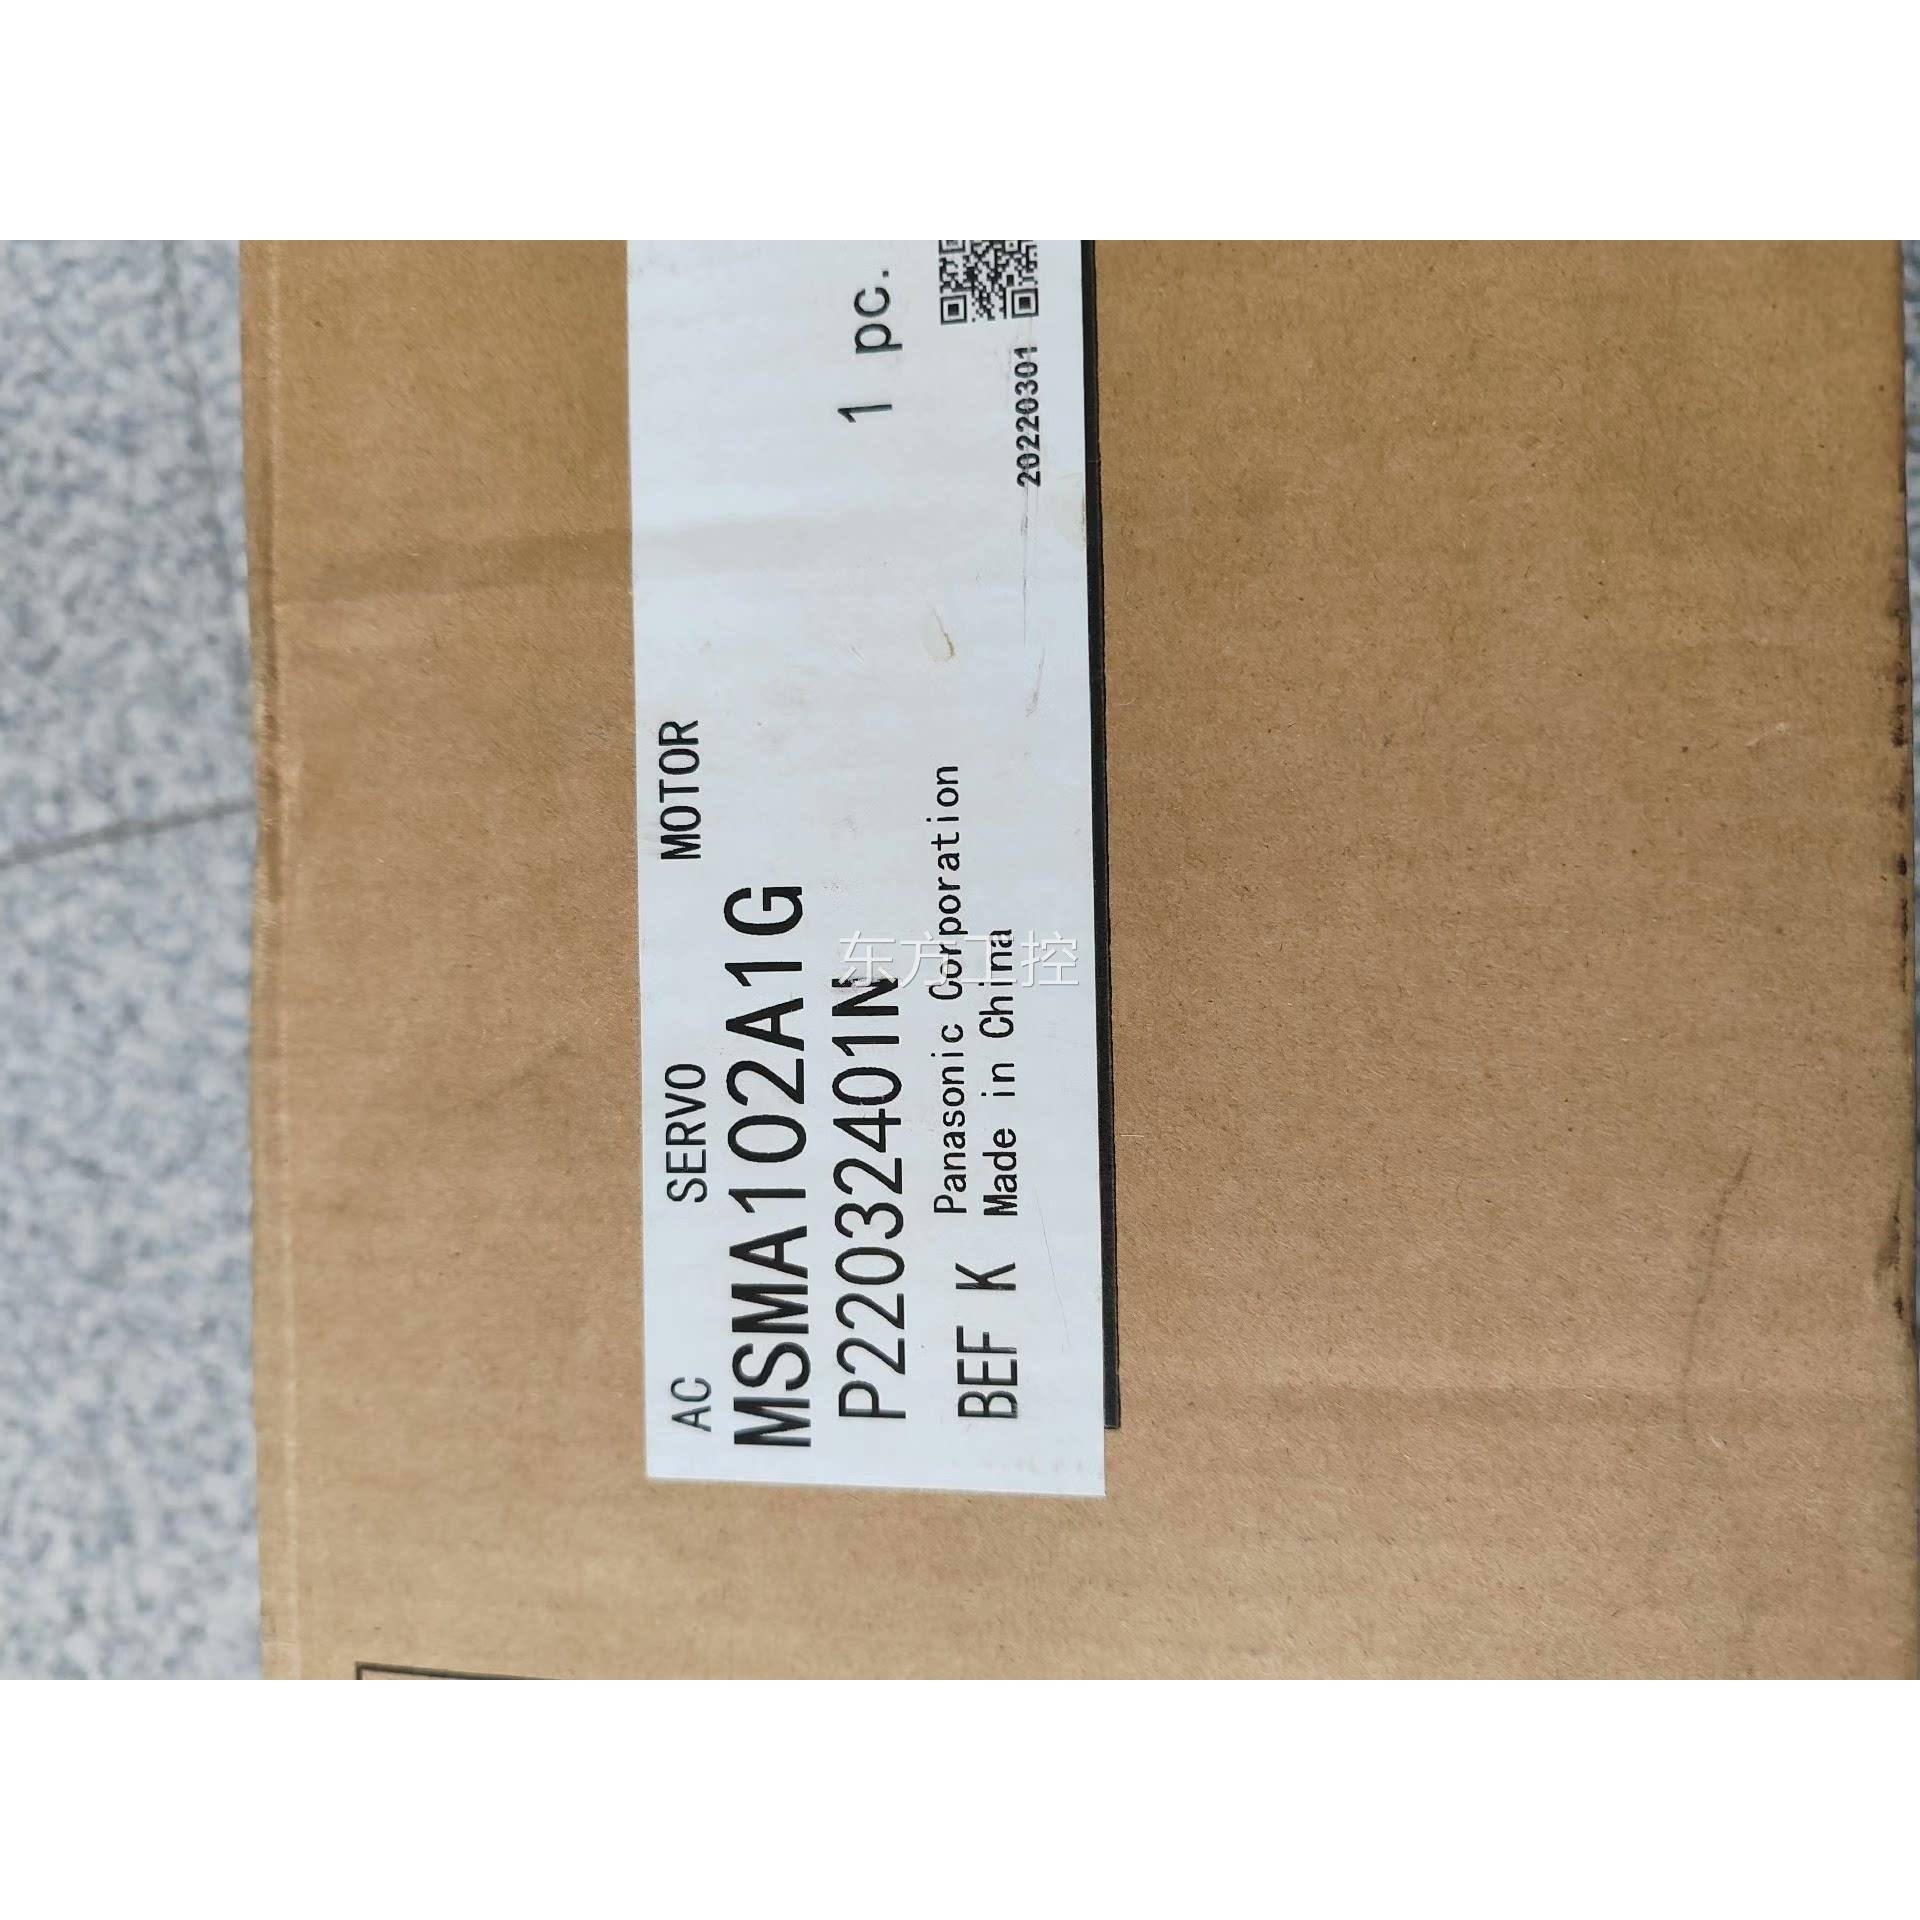 AC SERVO MOTOR
MSMA102A1G
P22032401N 1 pc.
BEF K Panasonic Corporation
Made in China
20220301
东方工控